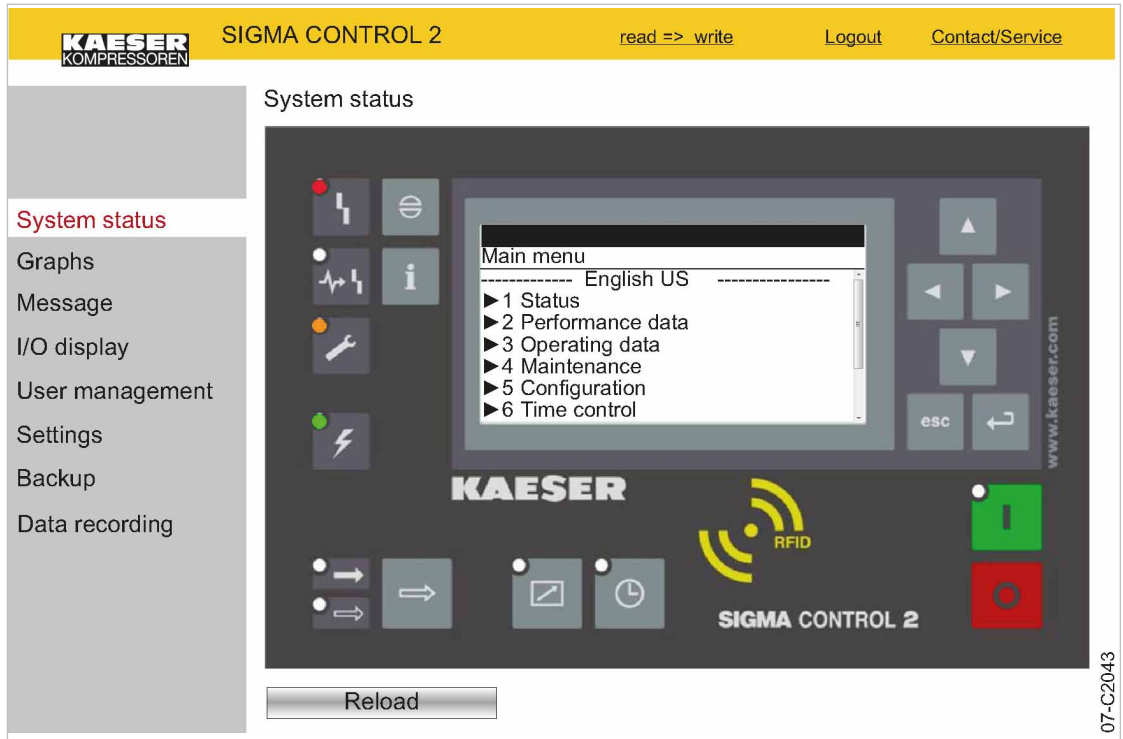 KAESER
KOMPRESSOREN
SIGMA CONTROL 2
read => write
Logout
Contact/Service
System status
System status
Graphs
Message
I/O display
User management
Settings
Backup
Data recording
i
Main menu
------------- English US ----------------
►1 Status
►2 Performance data
►3 Operating data
►4 Maintenance
►5 Configuration
►6 Time control
esc
www.kaeser.com
KAESER
RFID
I
O
SIGMA CONTROL 2
Reload
07-C2043